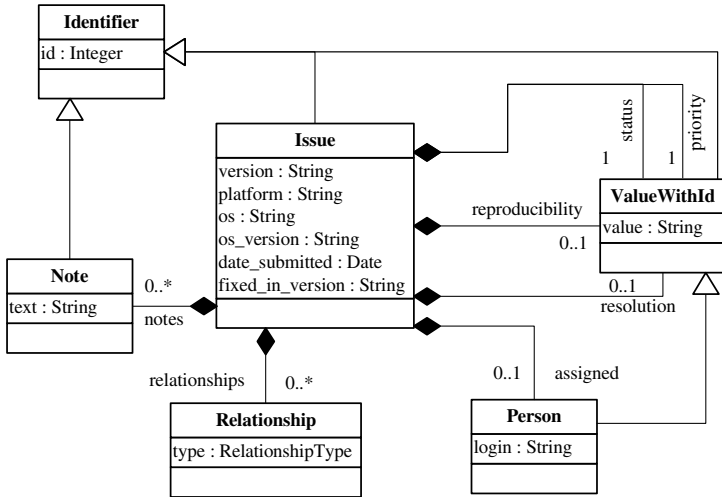 Identifier
id : Integer
Issue
version : String
platform : String
os : String
os_version : String
date_submitted : Date
fixed_in_version : String
status
priority
1
1
ValueWithId
value : String
reproducibility
0..1
0..1
resolution
Note
text : String
0..*
notes
relationships
0..*
0..1
assigned
Relationship
type : RelationshipType
Person
login : String